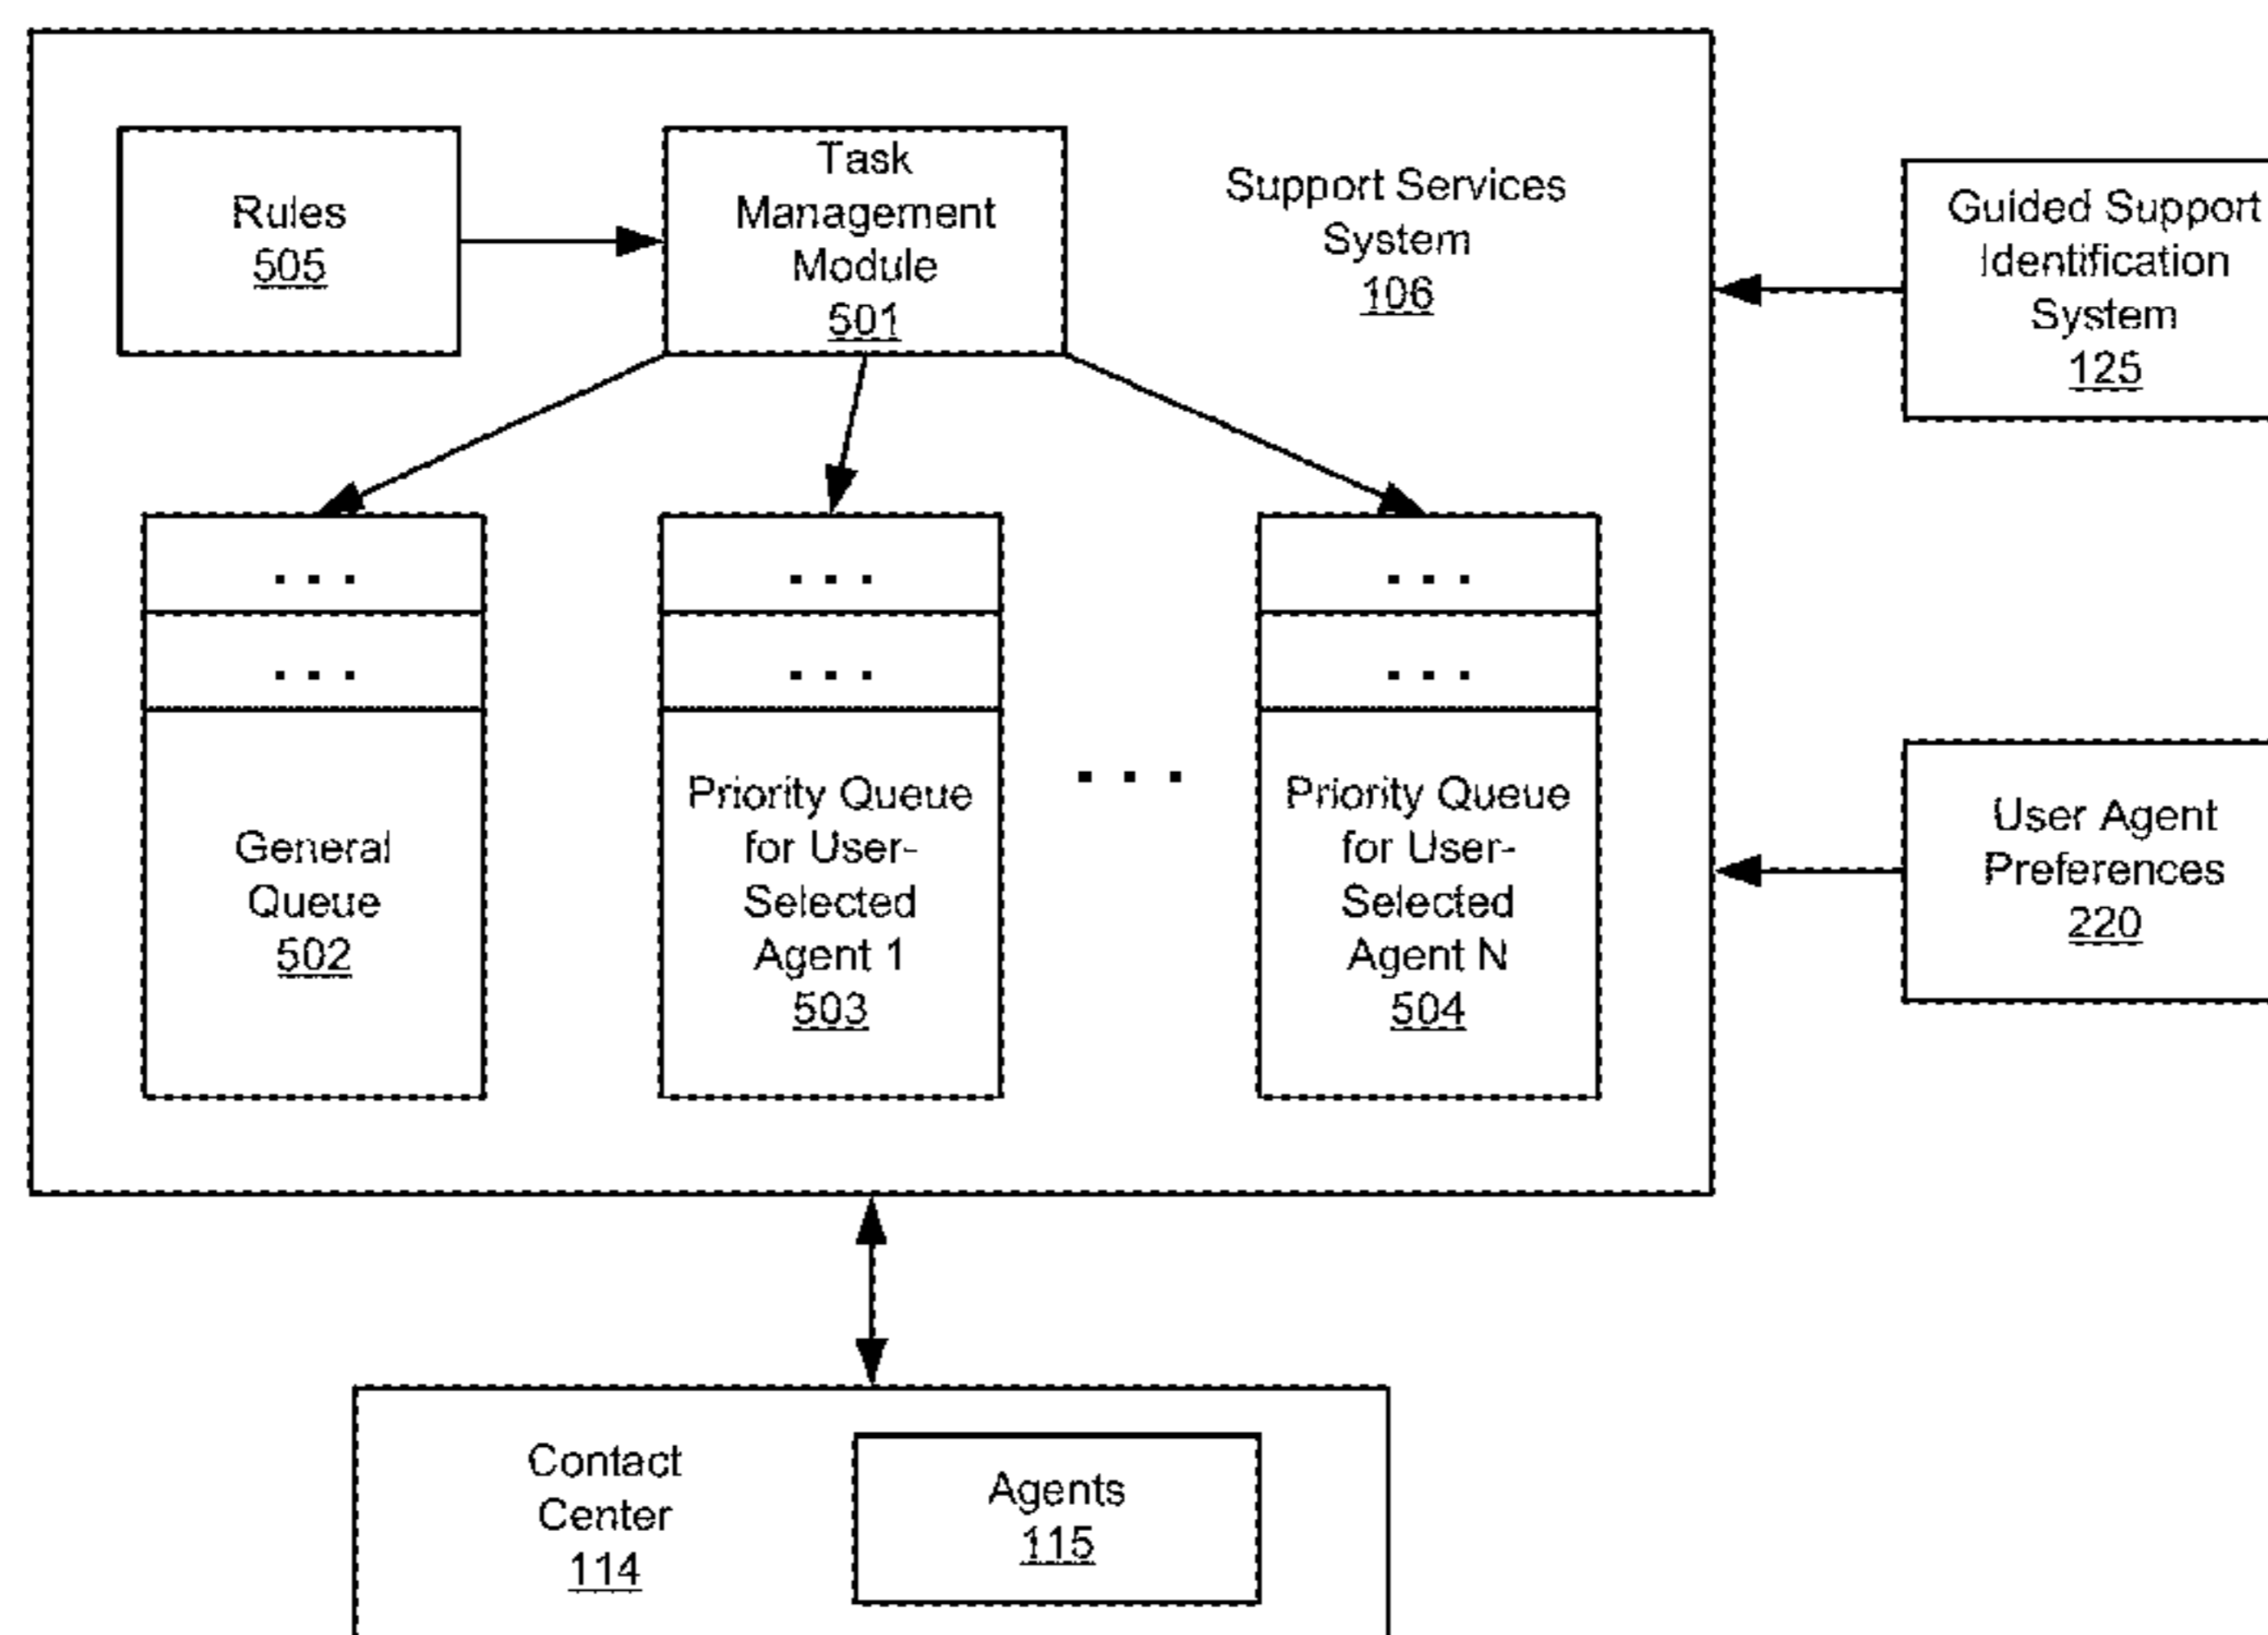 Rules
505
Task
Management
Module
501
Support Services
System
106
Guided Support
Identification
System
125
. . .
. . .
General
Queue
502
. . .
. . .
Priority Queue
for User-
Selected
Agent 1
503
. . .
. . .
. . .
Priority Queue
for User-
Selected
Agent N
504
User Agent
Preferences
220
Contact
Center
114
Agents
115